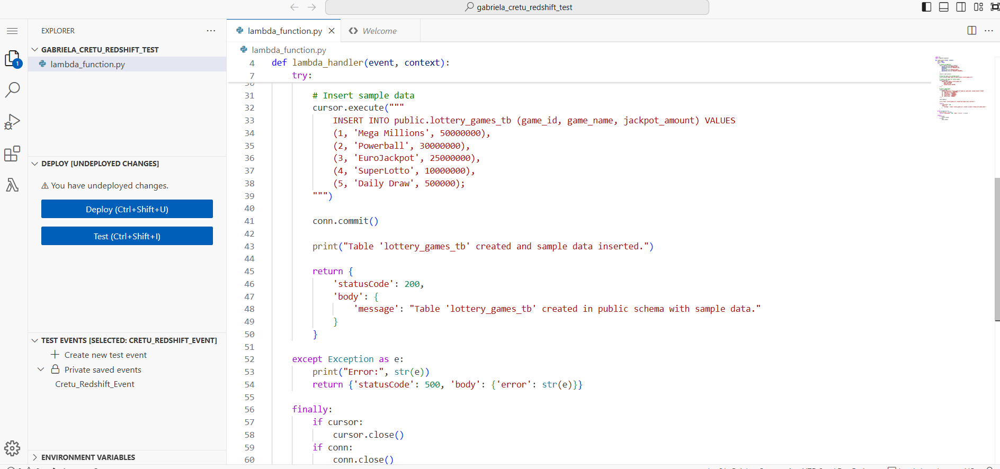 gabriela_cretu_redshift_test
EXPLORER
GABRIELA_CRETU_REDSHIFT_TEST
lambda_function.py
1
DEPLOY [UNDEPLOYED CHANGES]
You have undeployed changes.
Deploy (Ctrl+Shift+U)
Test (Ctrl+Shift+I)
TEST EVENTS [SELECTED: CRETU_REDSHIFT_EVENT]
Create new test event
Private saved events
Cretu_Redshift_Event
ENVIRONMENT VARIABLES
lambda_function.py
Welcome
lambda_function.py
4 def lambda_handler(event, context):
7 try:
30
31 # Insert sample data
32 cursor.execute("""
33 INSERT INTO public.lottery_games_tb (game_id, game_name, jackpot_amount) VALUES
34 (1, 'Mega Millions', 50000000),
35 (2, 'Powerball', 30000000),
36 (3, 'EuroJackpot', 25000000),
37 (4, 'SuperLotto', 10000000),
38 (5, 'Daily Draw', 500000);
39 """)
40
41 conn.commit()
42
43 print("Table 'lottery_games_tb' created and sample data inserted.")
44
45 return {
46 'statusCode': 200,
47 'body': {
48 'message': "Table 'lottery_games_tb' created in public schema with sample data."
49 }
50 }
51
52 except Exception as e:
53 print("Error:", str(e))
54 return {'statusCode': 500, 'body': {'error': str(e)}}
55
56 finally:
57 if cursor:
58 cursor.close()
59 if conn:
60 conn.close()